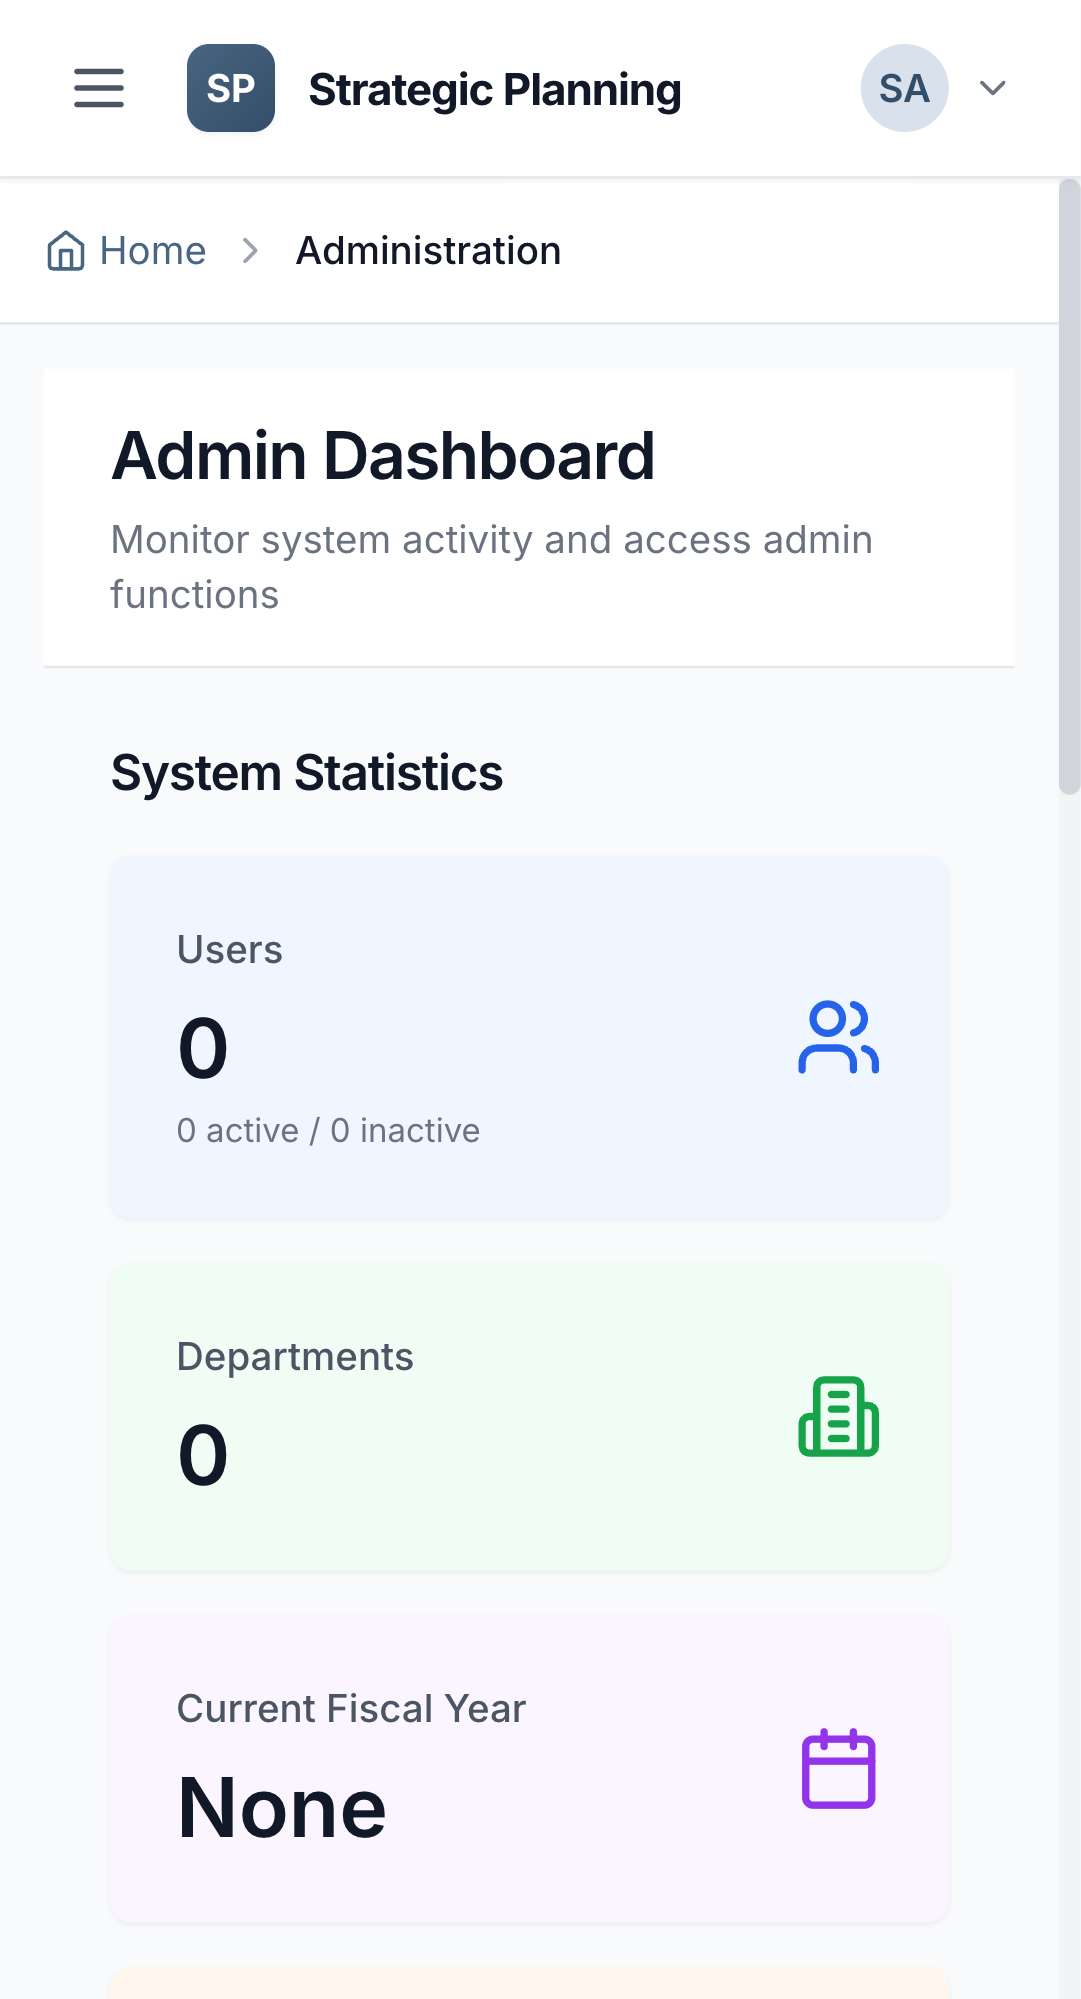 SP
Strategic Planning
SA
Home
Administration
Admin Dashboard
Monitor system activity and access admin
functions
System Statistics
Users
0
0 active / 0 inactive
Departments
0
Current Fiscal Year
None